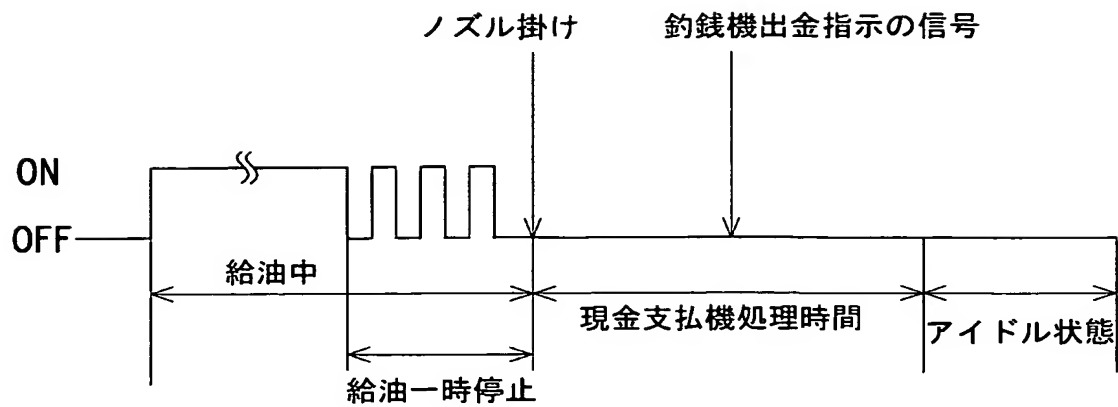 ノズル掛け
釣銭機出金指示の信号
ON
OFF
給油中
現金支払機処理時間
アイドル状態
給油一時停止